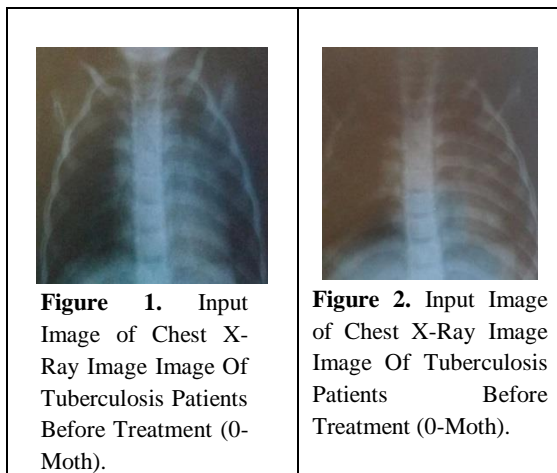 Figure 1. Input
Image of Chest X-
Ray Image Image Of
Tuberculosis Patients
Before Treatment (0-
Moth).
Figure 2. Input Image
of Chest X-Ray Image
Image Of Tuberculosis
Patients Before
Treatment (0-Moth).